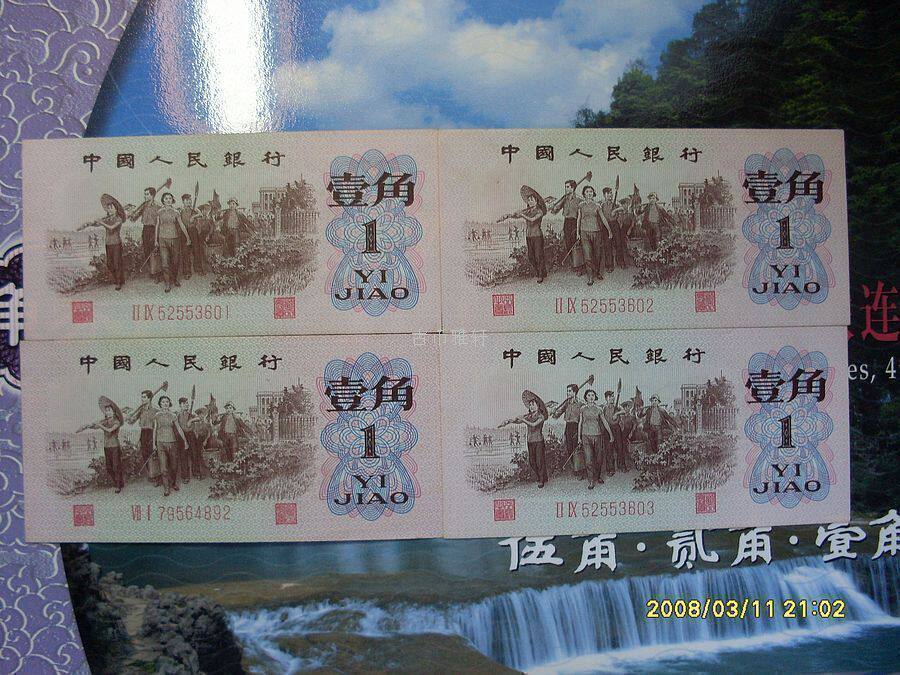 中國人民銀行
壹角
1
YI
JIAO
II IX 52553601
中國人民銀行
壹角
1
YI
JIAO
II IX 52553602
古币雅轩
中國人民銀行
壹角
1
YI
JIAO
VIII I 79564892
中國人民銀行
壹角
1
YI
JIAO
II IX 52553603
连
es, 4
伍角·贰角·壹角
2008/03/11 21:02